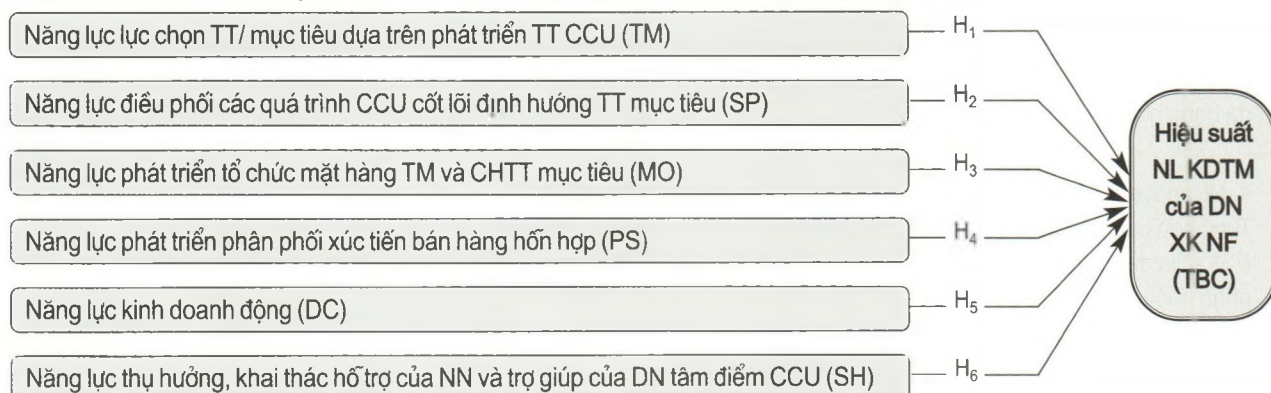 Năng lực lực chọn TT/ mục tiêu dựa trên phát triển TT CCU (TM)
H1
Năng lực điều phối các quá trình CCU cốt lõi định hướng TT mục tiêu (SP)
H2
Năng lực phát triển tổ chức mặt hàng TM và CHTT mục tiêu (MO)
H3
Năng lực phát triển phân phối xúc tiến bán hàng hỗn hợp (PS)
H4
Năng lực kinh doanh động (DC)
H5
Năng lực thụ hưởng, khai thác hỗ trợ của NN và trợ giúp của DN tâm điểm CCU (SH)
H6
Hiệu suất
NL KDTM
của DN
XK NF
(TBC)